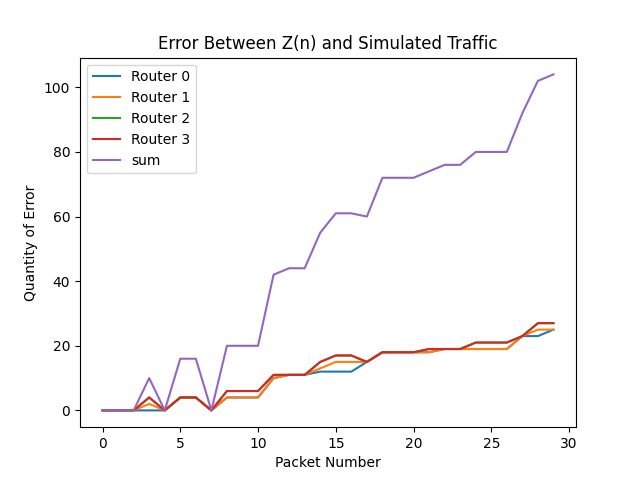 Error Between Z(n) and Simulated Traffic
Router 0
Router 1
Router 2
Router 3
sum
Quantity of Error
100
80
60
40
20
0
0 5 10 15 20 25 30
Packet Number